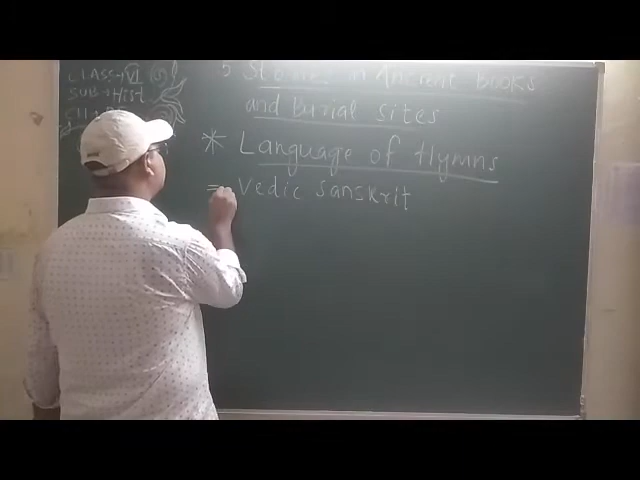 CLASS→VI
SUB→Hist
5 Stories in Ancient Books
and Burial sites
* Language of Hymns
⇒ Vedic Sanskrit